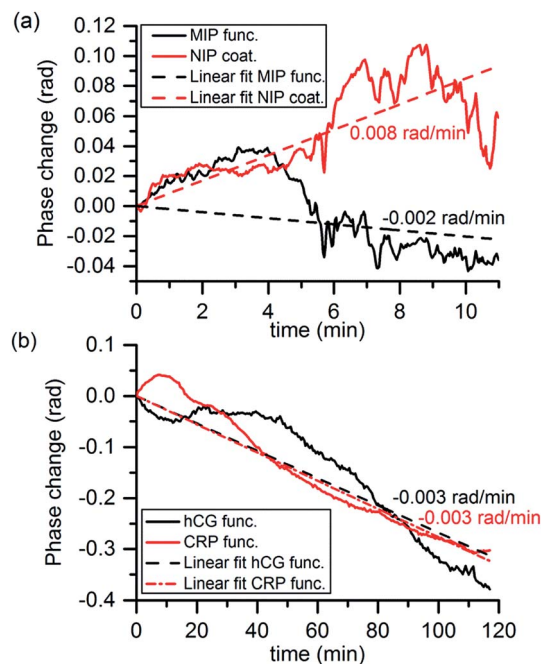 (a)
0.12
0.10
0.08
0.06
0.04
0.02
0.00
-0.02
-0.04
Phase change (rad)
MIP func.
NIP coat.
Linear fit MIP func.
Linear fit NIP coat.
0.008 rad/min
-0.002 rad/min
0 2 4 6 8 10
time (min)
(b)
0.1
0.0
-0.1
-0.2
-0.3
-0.4
Phase change (rad)
-0.003 rad/min
-0.003 rad/min
hCG func.
CRP func.
Linear fit hCG func.
Linear fit CRP func.
0 20 40 60 80 100 120
time (min)